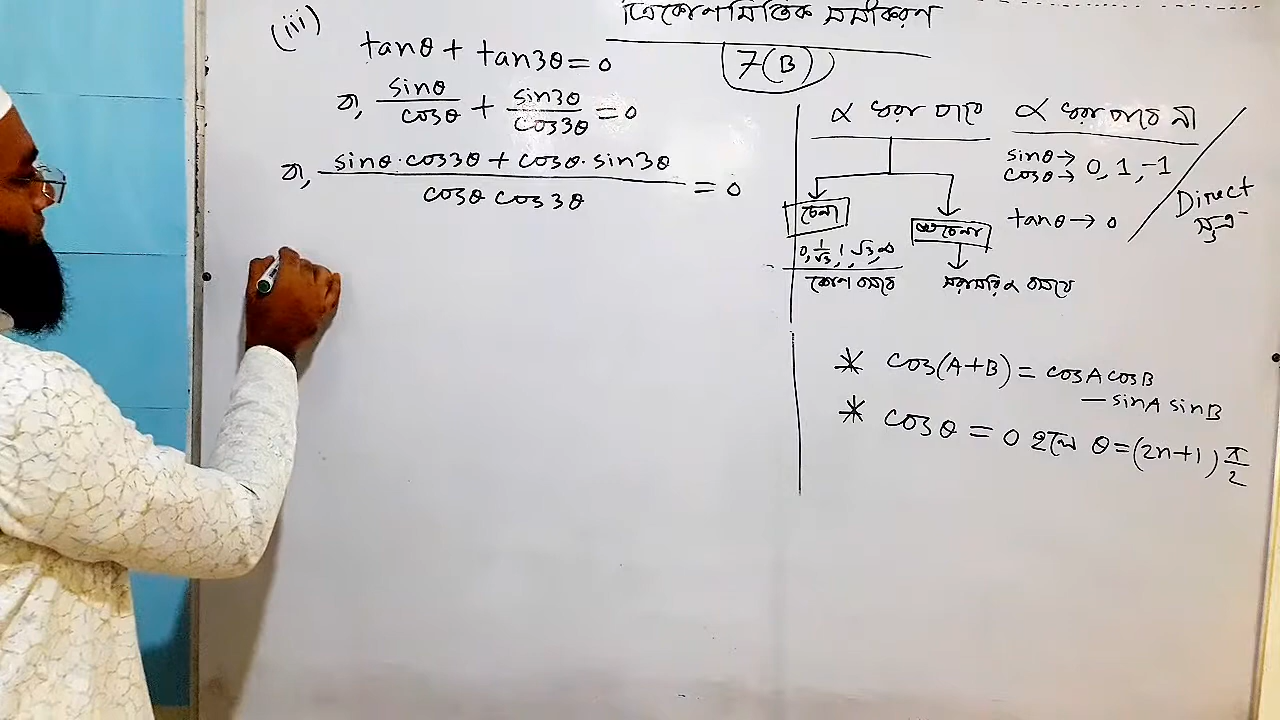 ত্রিকোণমিতিক সমীকরণ
7(B)
(iii)
tanθ + tan3θ = 0
বা, sinθ/cosθ + sin3θ/cos3θ = 0
বা, sinθ·cos3θ + cosθ·sin3θ / cosθ cos3θ = 0
∝ ধরা যাবে
চেনা
অচেনা
0, 1/√3, 1, √3, ∞
কোণ বসবে
সরাসরি ∝ বসবে
∝ ধরা যাবে না
sinθ→
cosθ→ 0, 1, -1
tanθ → 0
Direct
সূত্র
* cos(A+B) = cosA cosB
- sinA sinB
* cosθ = 0 হলে θ = (2n+1) π/2